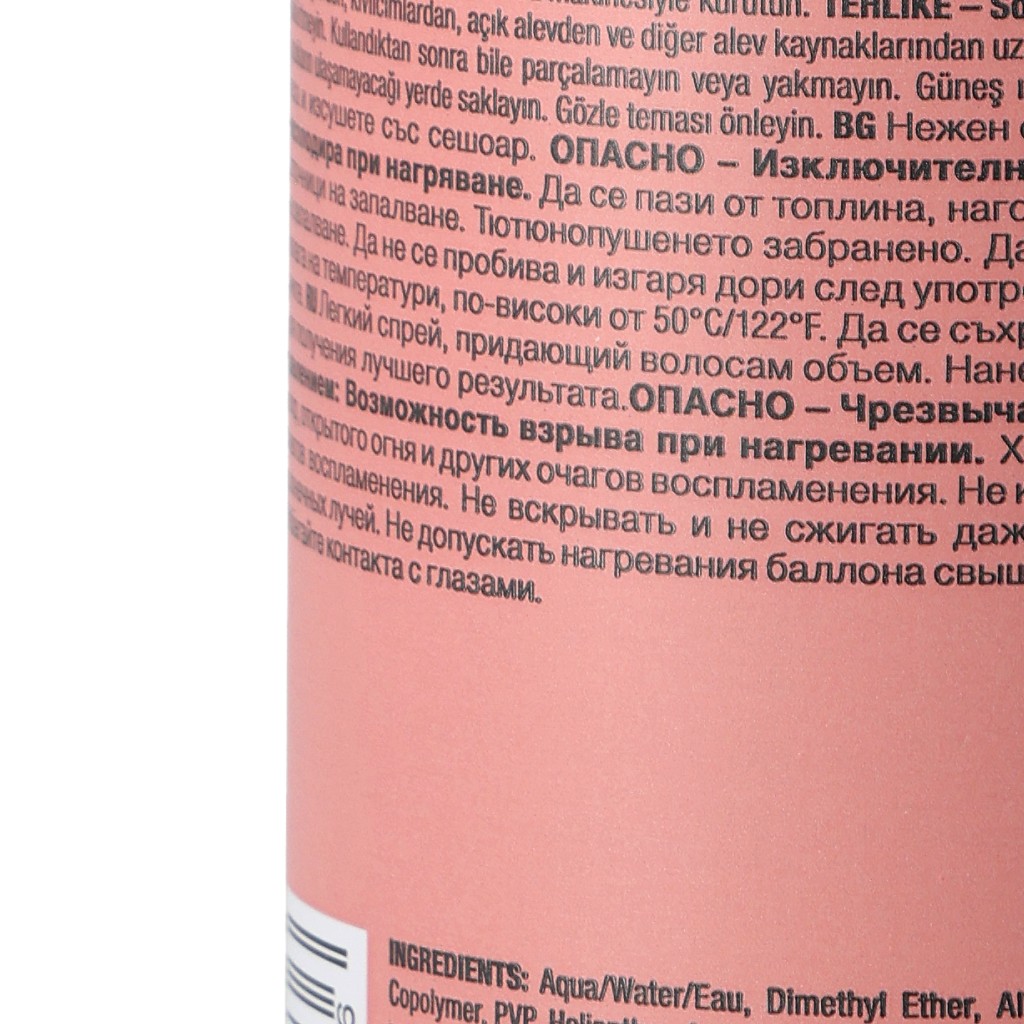 Kurutun. TEHLİKE –
kıvılcımlardan, açık alevden ve diğer alev kaynaklarından
Kullandıktan sonra bile parçalamayın veya yakmayın. Güneş
ulaşamayacağı yerde saklayın. Gözle teması önleyin. BG Нежен
изсушете със сешоар. ОПАСНО – Изключителн
при нагряване. Да се пази от топлина, наго
на запалване. Тютюнопушенето забранено. Да
Да не се пробива и изгаря дори след употр
на температури, по-високи от 50°C/122°F. Да се съхр
RU Легкий спрей, придающий волосам объем. Нане
получения лучшего результата.ОПАСНО – Чрезвыча
Возможность взрыва при нагревании. Х
открытого огня и других очагов воспламенения. Не
воспламенения. Не вскрывать и не сжигать даж
лучей. Не допускать нагревания баллона свыш
контакта с глазами.
INGREDIENTS: Aqua/Water/Eau, Dimethyl Ether, Al
Copolymer, PVP,